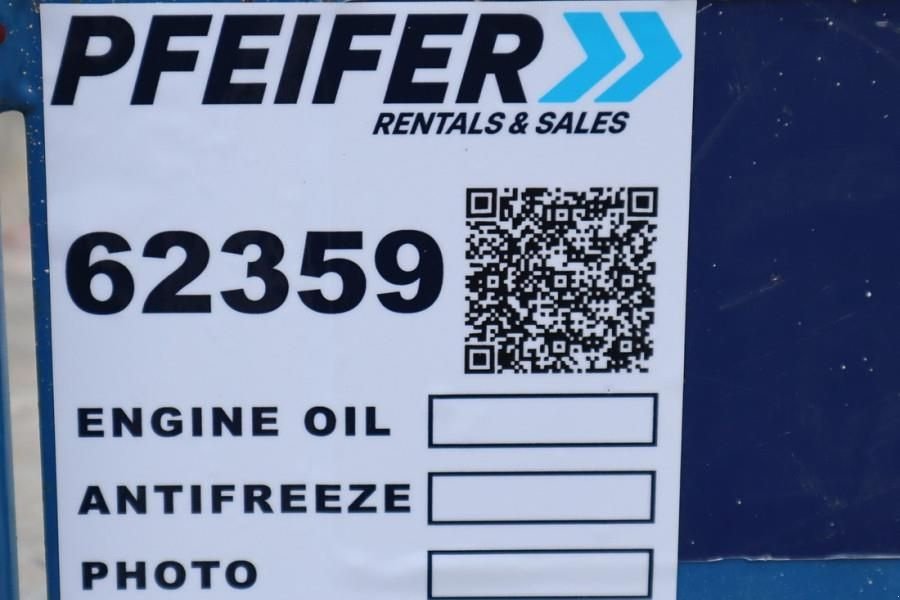 PFEIFER
RENTALS & SALES
62359
ENGINE OIL
ANTIFREEZE
PHOTO